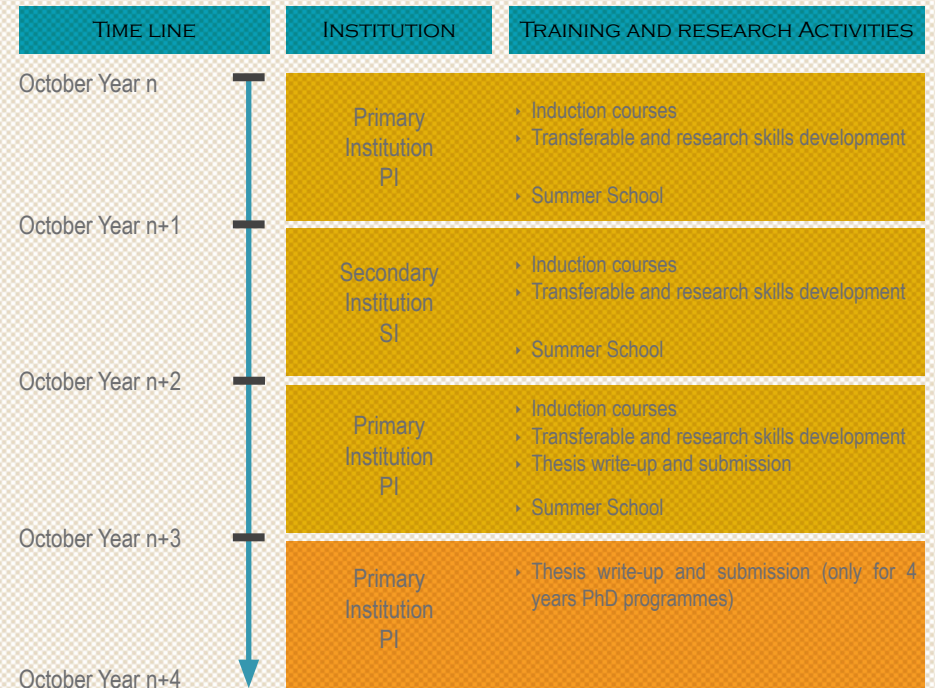 TIME LINE
INSTITUTION
TRAINING AND RESEARCH ACTIVITIES
October Year n
Primary
Institution
PI
‣ Induction courses
‣ Transferable and research skills development
‣ Summer School
October Year n+1
Secondary
Institution
SI
‣ Induction courses
‣ Transferable and research skills development
‣ Summer School
October Year n+2
Primary
Institution
PI
‣ Induction courses
‣ Transferable and research skills development
‣ Thesis write-up and submission
‣ Summer School
October Year n+3
Primary
Institution
PI
‣ Thesis write-up and submission (only for 4
years PhD programmes)
October Year n+4